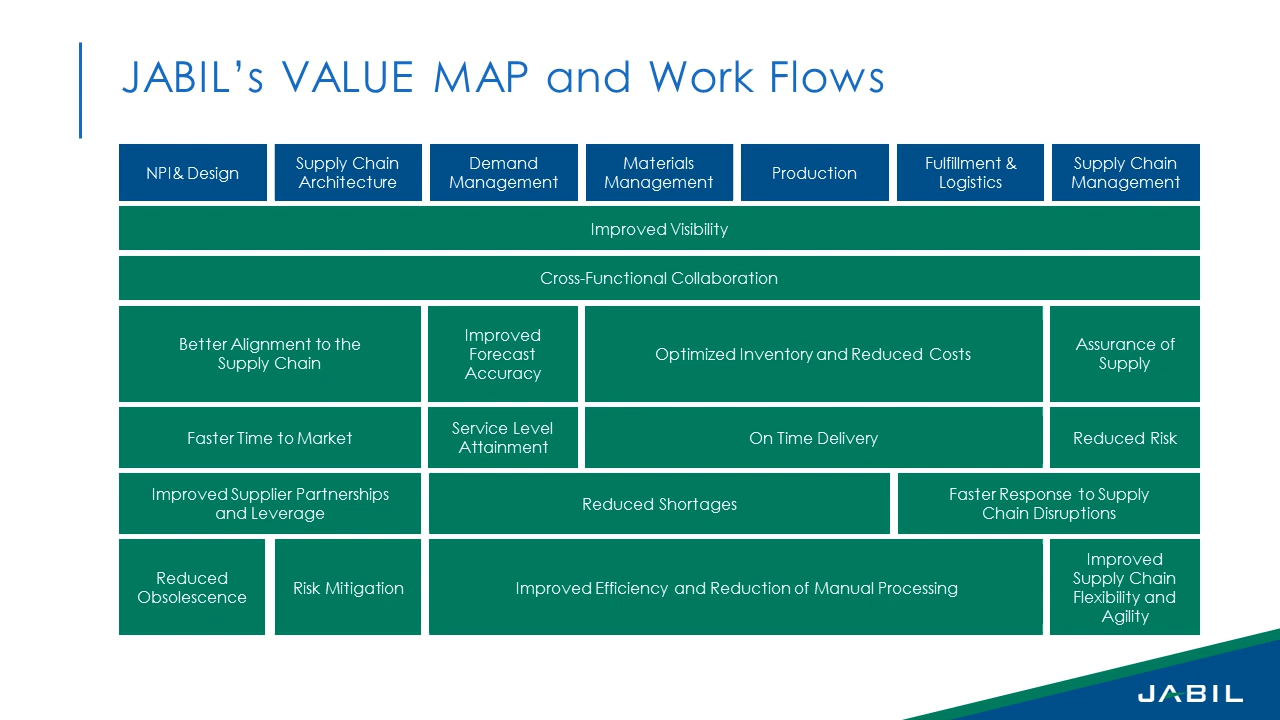 JABIL's VALUE MAP and Work Flows
NPI & Design
Supply Chain
Architecture
Demand
Management
Materials
Management
Production
Fulfillment &
Logistics
Supply Chain
Management
Improved Visibility
Cross-Functional Collaboration
Better Alignment to the
Supply Chain
Improved
Forecast
Accuracy
Optimized Inventory and Reduced Costs
Assurance of
Supply
Faster Time to Market
Service Level
Attainment
On Time Delivery
Reduced Risk
Improved Supplier Partnerships
and Leverage
Reduced Shortages
Faster Response to Supply
Chain Disruptions
Reduced
Obsolescence
Risk Mitigation
Improved Efficiency and Reduction of Manual Processing
Improved
Supply Chain
Flexibility and
Agility
JABIL